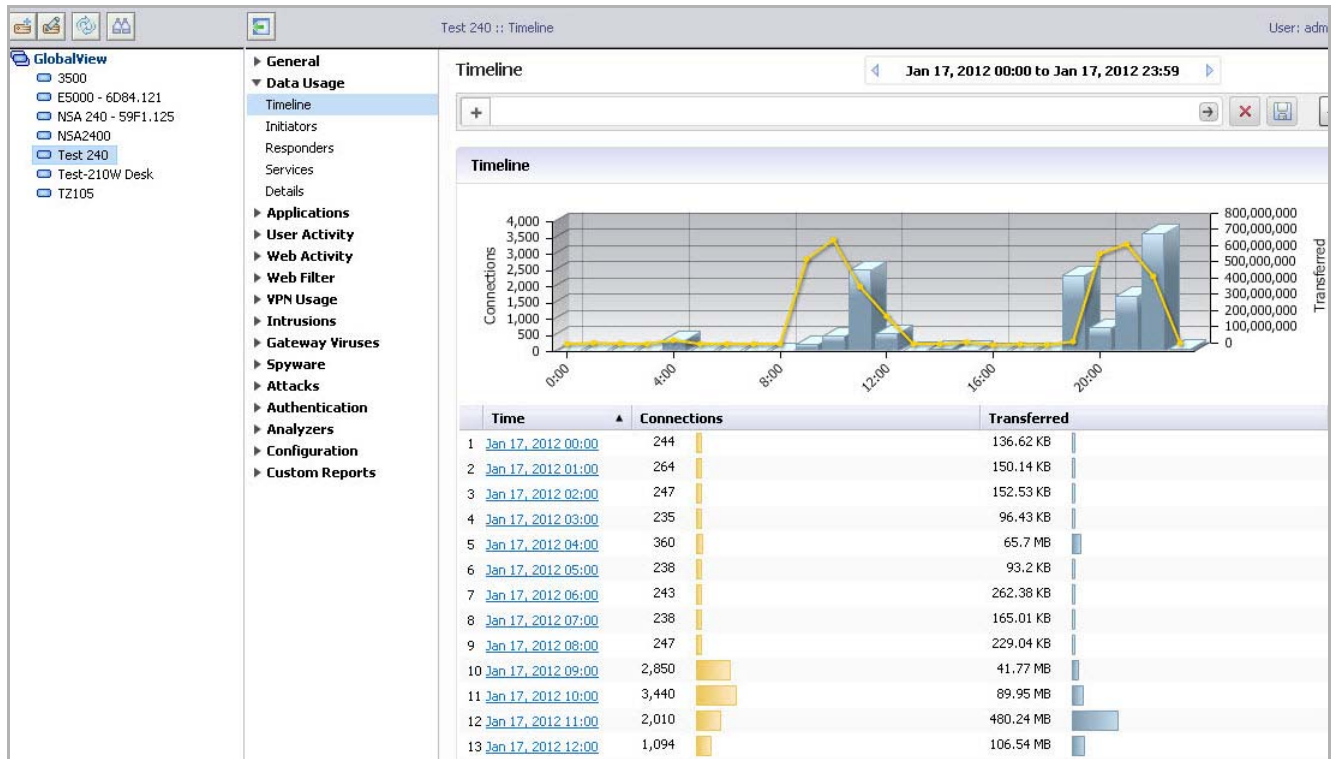 Test 240 :: Timeline
User: adm
GlobalView
3500
E5000 - 6D84.121
NSA 240 - 59F1.125
NSA2400
Test 240
Test-210W Desk
TZ105
General
Data Usage
Timeline
Initiators
Responders
Services
Details
Applications
User Activity
Web Activity
Web Filter
VPN Usage
Intrusions
Gateway Viruses
Spyware
Attacks
Authentication
Analyzers
Configuration
Custom Reports
Timeline
Jan 17, 2012 00:00 to Jan 17, 2012 23:59
Timeline
Connections
4,000
3,500
3,000
2,500
2,000
1,500
1,000
500
0
800,000,000
700,000,000
600,000,000
500,000,000
400,000,000
300,000,000
200,000,000
100,000,000
0
Transferred
0:00 4:00 8:00 12:00 16:00 20:00
Time Connections Transferred
1 Jan 17, 2012 00:00 244 136.62 KB
2 Jan 17, 2012 01:00 264 150.14 KB
3 Jan 17, 2012 02:00 247 152.53 KB
4 Jan 17, 2012 03:00 235 96.43 KB
5 Jan 17, 2012 04:00 360 65.7 MB
6 Jan 17, 2012 05:00 238 93.2 KB
7 Jan 17, 2012 06:00 243 262.38 KB
8 Jan 17, 2012 07:00 238 165.01 KB
9 Jan 17, 2012 08:00 247 229.04 KB
10 Jan 17, 2012 09:00 2,850 41.77 MB
11 Jan 17, 2012 10:00 3,440 89.95 MB
12 Jan 17, 2012 11:00 2,010 480.24 MB
13 Jan 17, 2012 12:00 1,094 106.54 MB